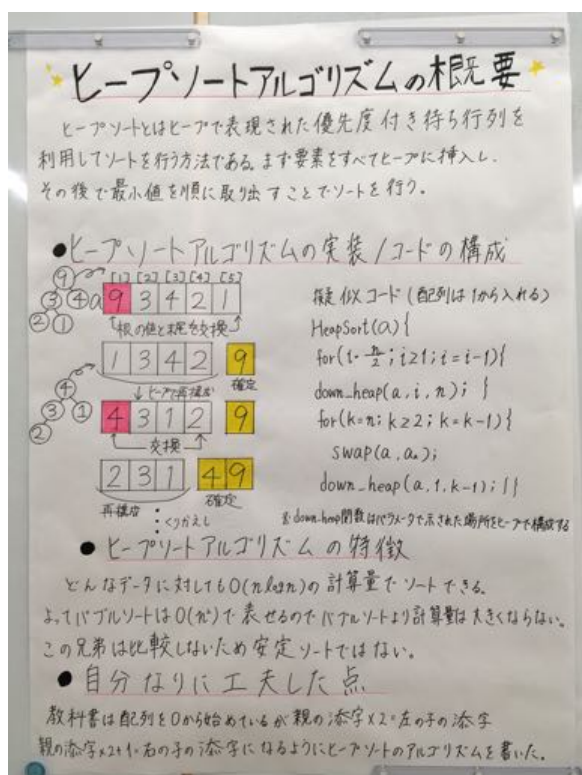 ヒープソートアルゴリズムの概要
ヒープソートとはヒープで表現された優先度付き待ち行列を
利用してソートを行う方法である。まず要素をすべてヒープに挿入し、
その後で最小値を順に取り出すことでソートを行う。
●ヒープソートアルゴリズムの実装/コードの構成
[1] [2] [3] [4] [5]
9 3 4 2 1
a 9 3 4 2 1
根の値と末尾を交換
1 3 4 2 9
確定
↓ヒープで再構成
4 3 1 2
4 3 1 2 9
交換
2 3 1 4 9
再構成 確定
くりかえし
擬似コード(配列は1から入れる)
HeapSort(a){
for(i=n/2;i≥1;i=i-1){
down_heap(a,i,n); }
for(k=n;k≥2;k=k-1){
swap(a,aₖ);
down_heap(a,1,k-1);}}
※down_heap関数はパラメータで示された場所をヒープで構成する
●ヒープソートアルゴリズムの特徴
どんなデータに対してもO(nlogn)の計算量でソートできる。
よってバブルソートはO(n²)で表せるのでバブルソートより計算量は大きくならない。
この兄弟は比較しないため安定ソートではない。
●自分なりに工夫した点
教科書は配列を0から始めているが親の添字×2=左の子の添字
親の添字×2+1=右の子の添字になるようにヒープソートのアルゴリズムを書いた。